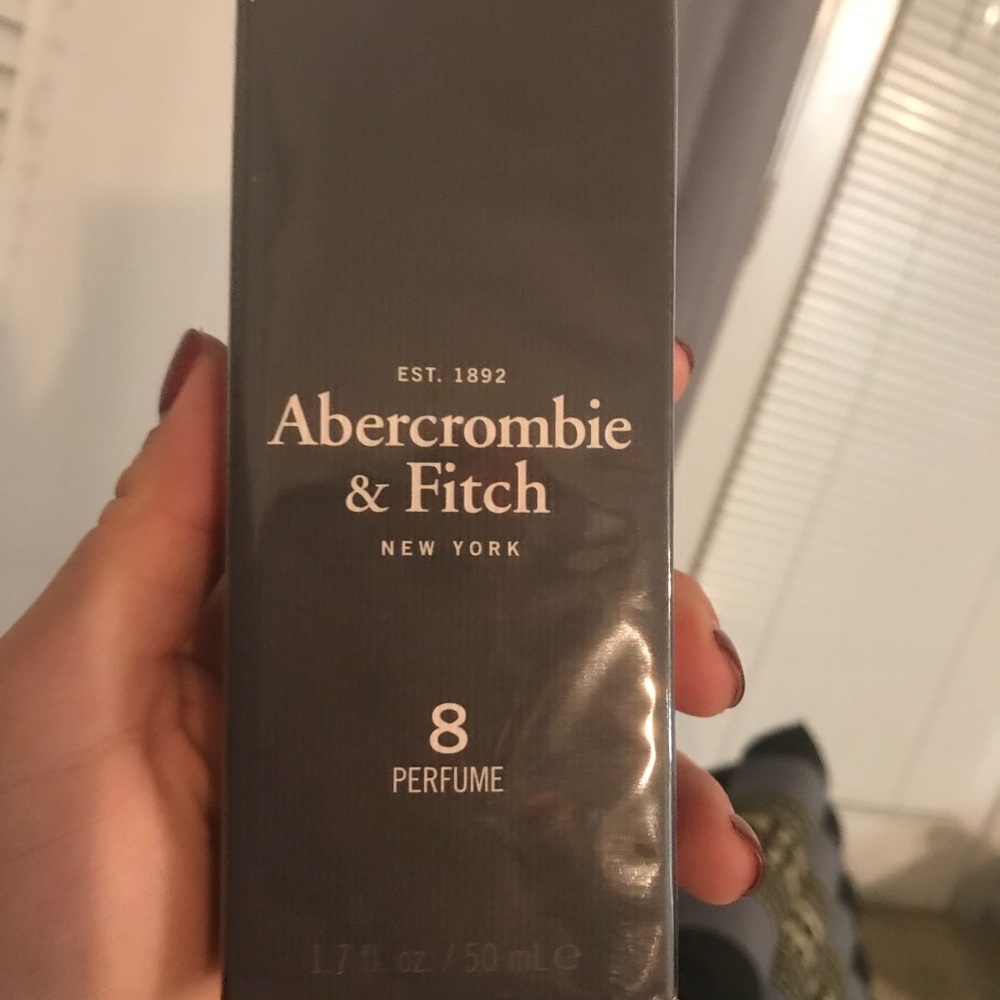 EST. 1892
Abercrombie
& Fitch
NEW YORK
8
PERFUME
1.7 fl. oz. / 50 mL e